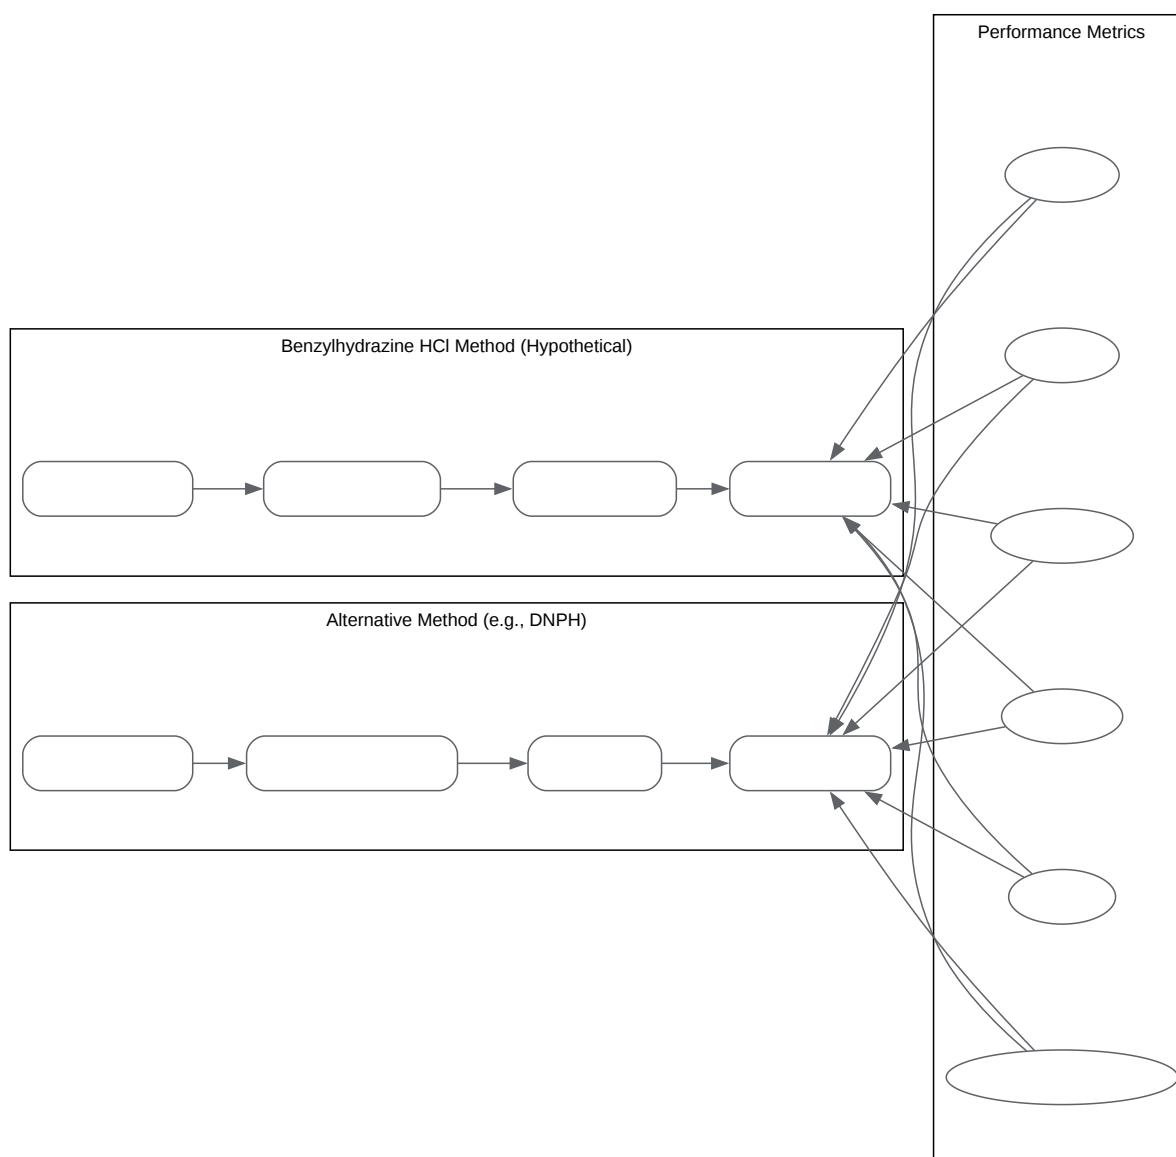 Performance Metrics
Benzylhydrazine HCl Method (Hypothetical)
Alternative Method (e.g., DNPH)